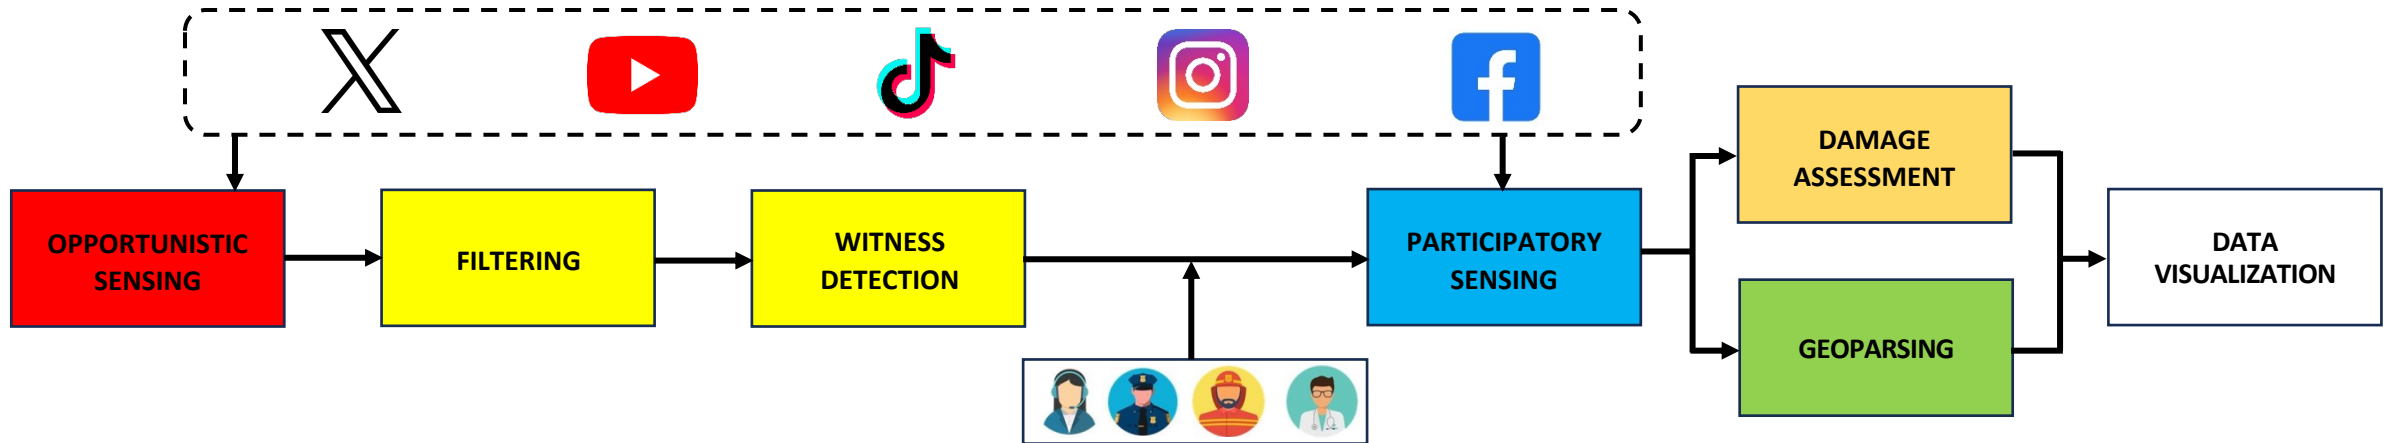 OPPORTUNISTIC
SENSING
FILTERING
WITNESS
DETECTION
PARTICIPATORY
SENSING
DAMAGE
ASSESSMENT
GEOPARSING
DATA
VISUALIZATION